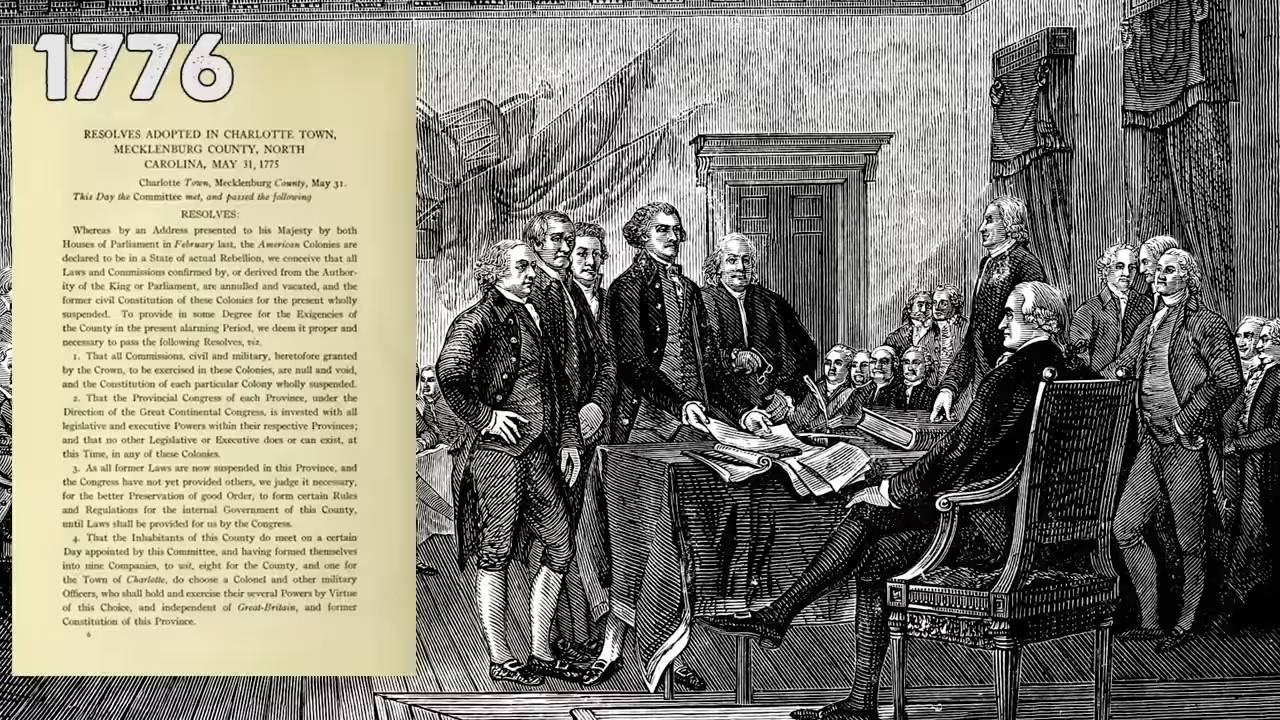 1776
RESOLVES ADOPTED IN CHARLOTTE TOWN,
MECKLENBURG COUNTY, NORTH
CAROLINA, MAY 31, 1775
Charlotte Town, Mecklenburg County, May 31.
This Day the Committee met, and passed the following
RESOLVES:
Whereas by an Address presented to his Majesty by both
Houses of Parliament in February last, the American Colonies are
declared to be in a State of actual Rebellion, we conceive that all
Laws and Commissions confirmed by, or derived from the Author-
ity of the King or Parliament, are annulled and vacated, and the
former civil Constitution of these Colonies for the present wholly
suspended. To provide in some Degree for the Exigencies of
the County in the present alarming Period, we deem it proper and
necessary to pass the following Resolves, viz.
1. That all Commissions, civil and military, heretofore granted
by the Crown, to be exercised in these Colonies, are null and void,
and the Constitution of each particular Colony wholly suspended.
2. That the Provincial Congress of each Province, under the
Direction of the Great Continental Congress, is invested with all
legislative and executive Powers within their respective Provinces;
and that no other Legislative or Executive does or can exist, at
this Time, in any of these Colonies.
3. As all former Laws are now suspended in this Province, and
the Congress have not yet provided others, we judge it necessary,
for the better Preservation of good Order, to form certain Rules
and Regulations for the internal Government of this County,
until Laws shall be provided for us by the Congress.
4. That the Inhabitants of this County do meet on a certain
Day appointed by this Committee, and having formed themselves
into nine Companies, to wit, eight for the County, and one for
the Town of Charlotte, do choose a Colonel and other military
Officers, who shall hold and exercise their several Powers by Virtue
of this Choice, and independent of Great-Britain, and former
Constitution of this Province.
6